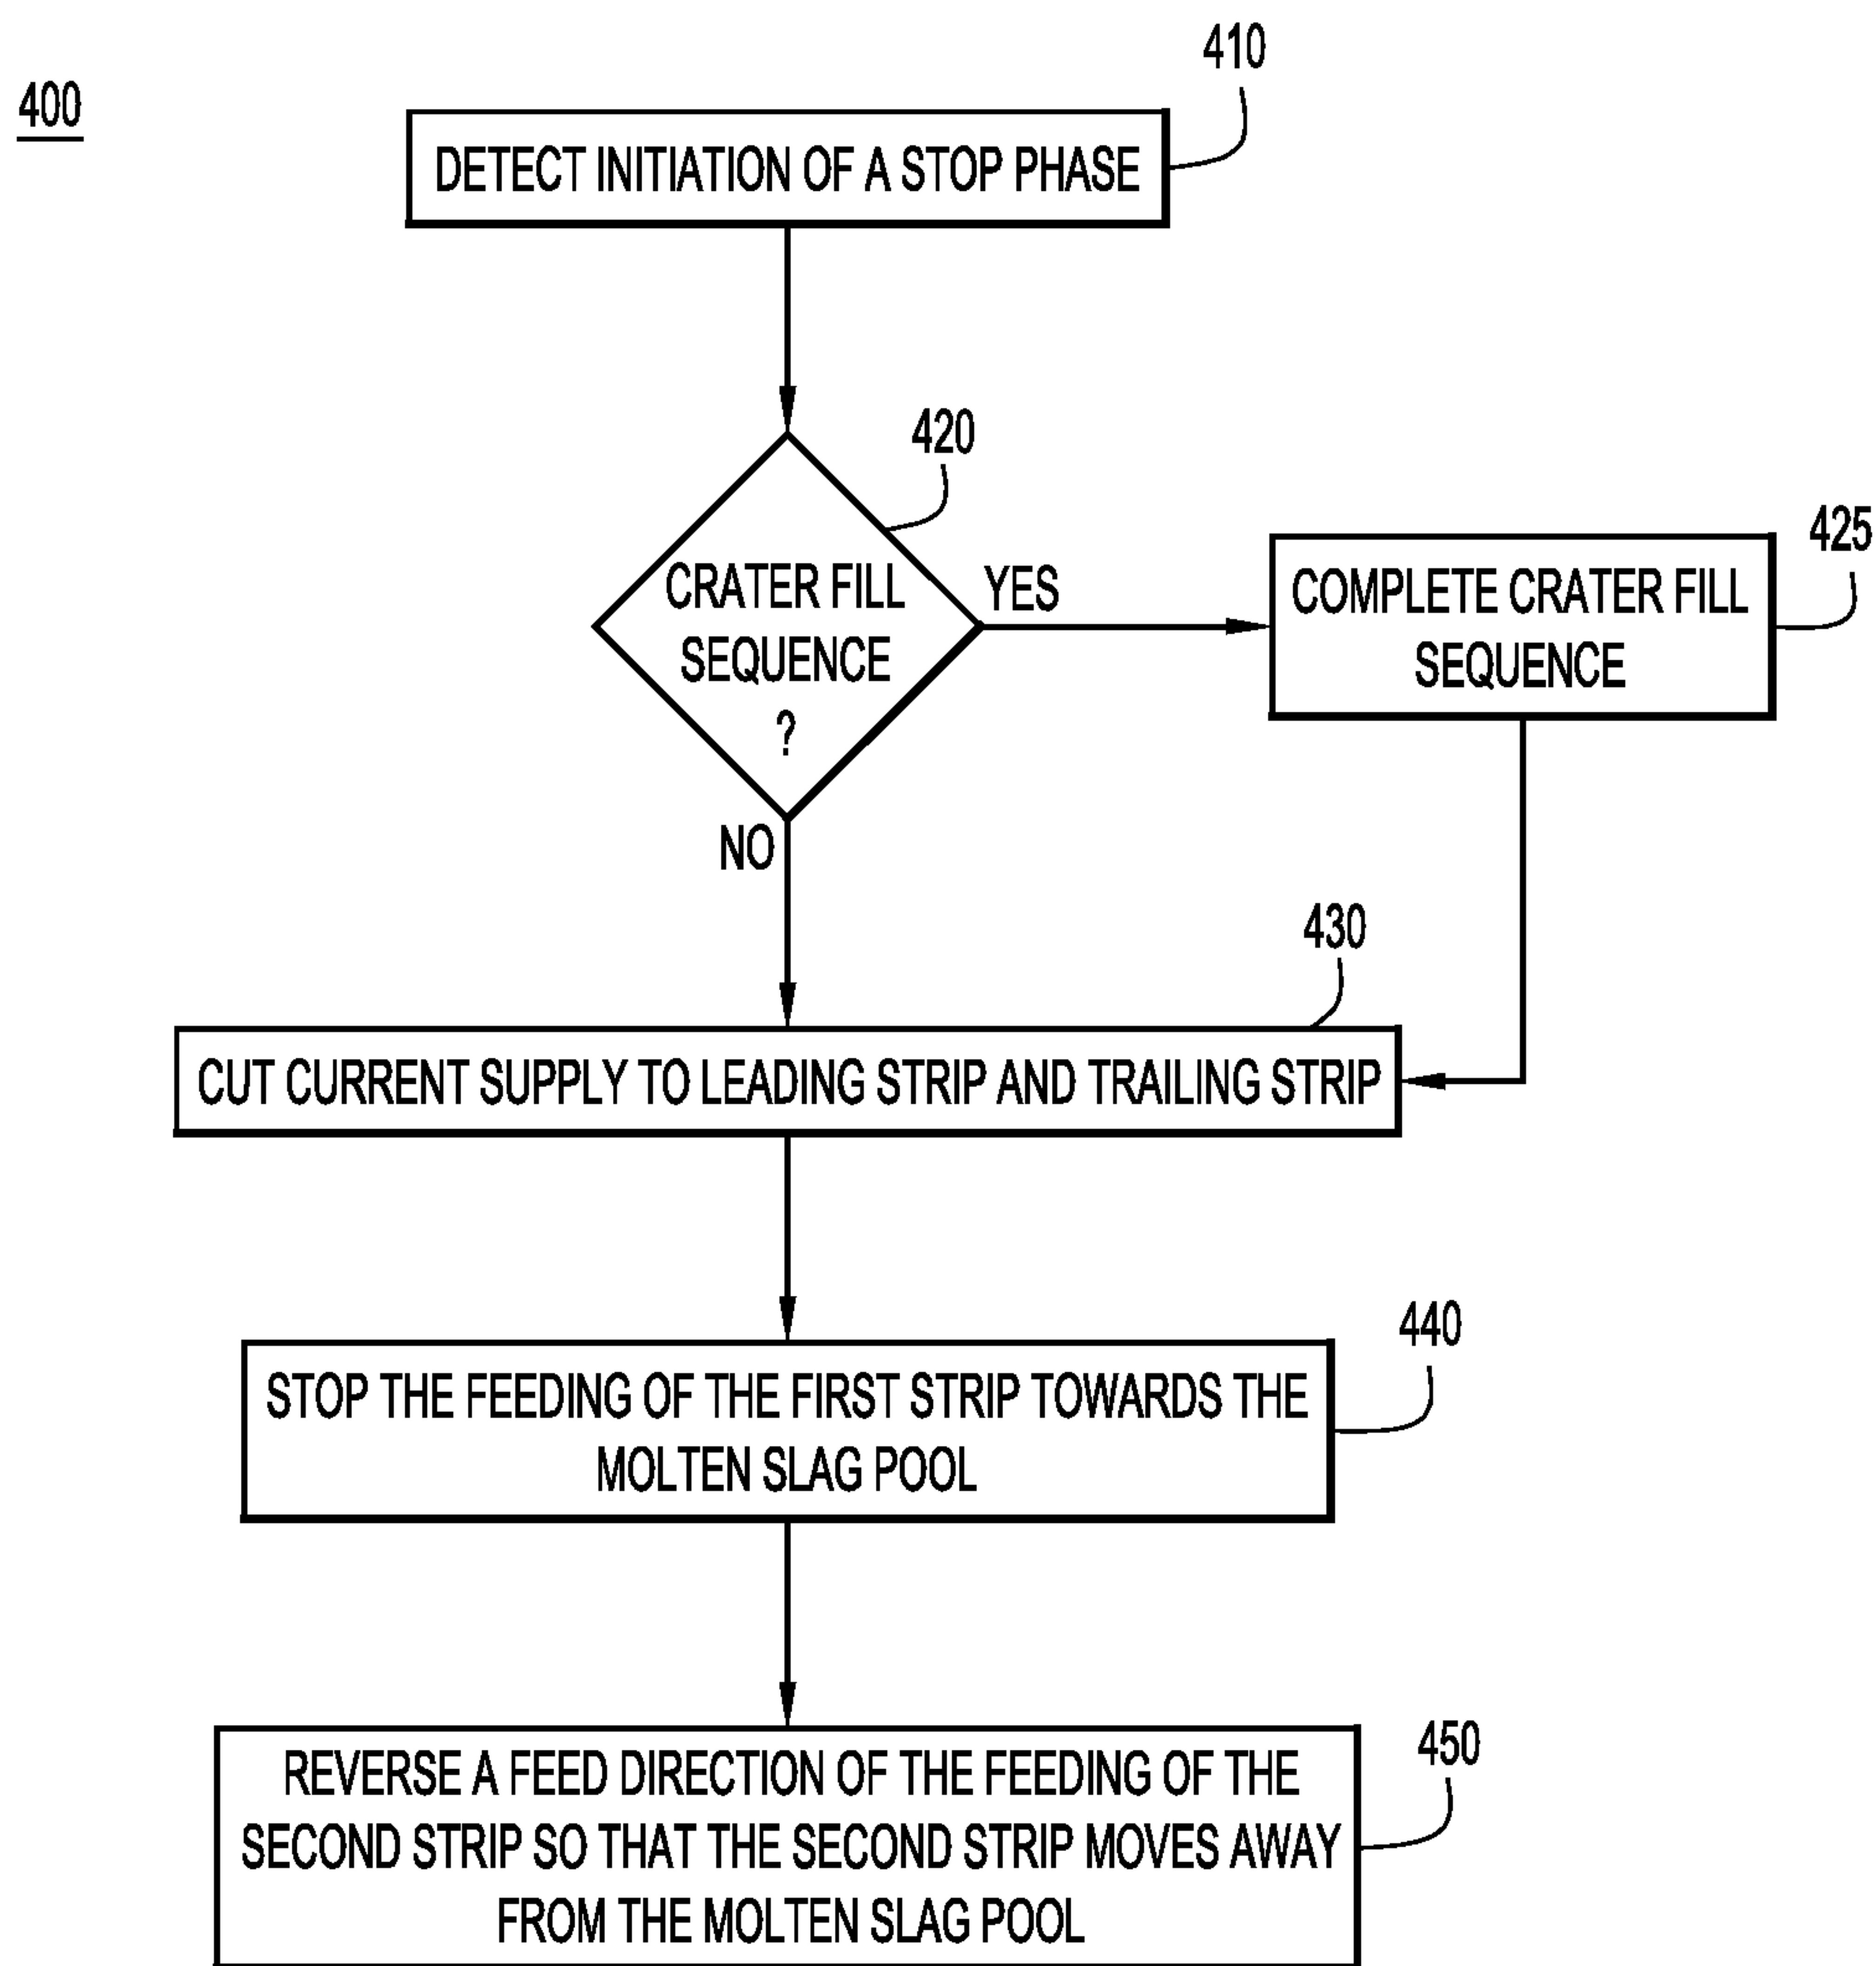 400
410
DETECT INITIATION OF A STOP PHASE
420
CRATER FILL
SEQUENCE
?
YES
NO
425
COMPLETE CRATER FILL
SEQUENCE
430
CUT CURRENT SUPPLY TO LEADING STRIP AND TRAILING STRIP
440
STOP THE FEEDING OF THE FIRST STRIP TOWARDS THE
MOLTEN SLAG POOL
450
REVERSE A FEED DIRECTION OF THE FEEDING OF THE
SECOND STRIP SO THAT THE SECOND STRIP MOVES AWAY
FROM THE MOLTEN SLAG POOL